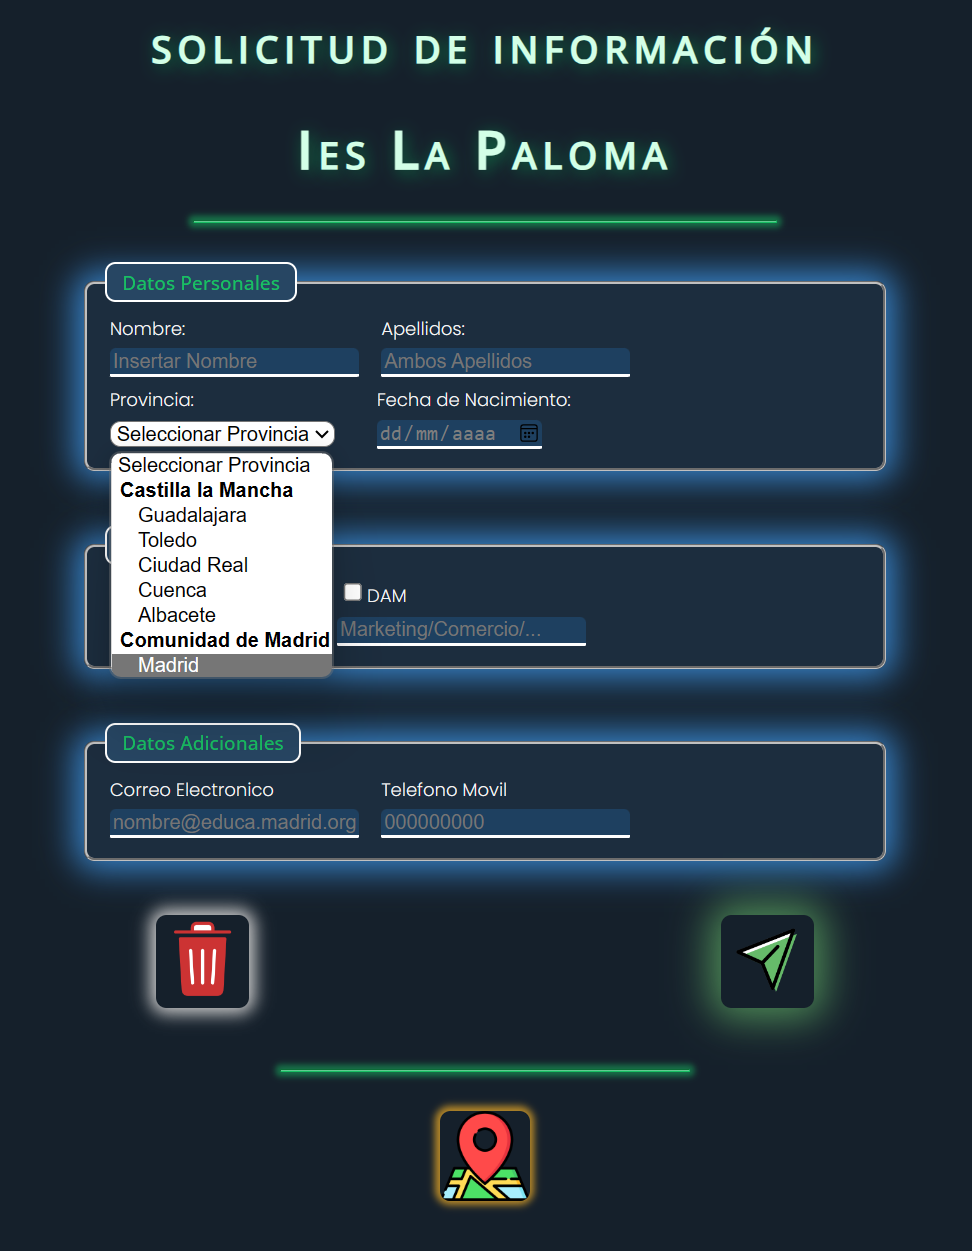 SOLICITUD DE INFORMACIÓN
Ies La Paloma
Datos Personales
Nombre: Apellidos:
Insertar Nombre Ambos Apellidos
Provincia: Fecha de Nacimiento:
Seleccionar Provincia dd/mm/aaaa
Seleccionar Provincia
Castilla la Mancha
Guadalajara
Toledo
Ciudad Real
Cuenca
Albacete
Comunidad de Madrid
Madrid
DAM
Marketing/Comercio/...
Datos Adicionales
Correo Electronico Telefono Movil
nombre@educa.madrid.org 000000000